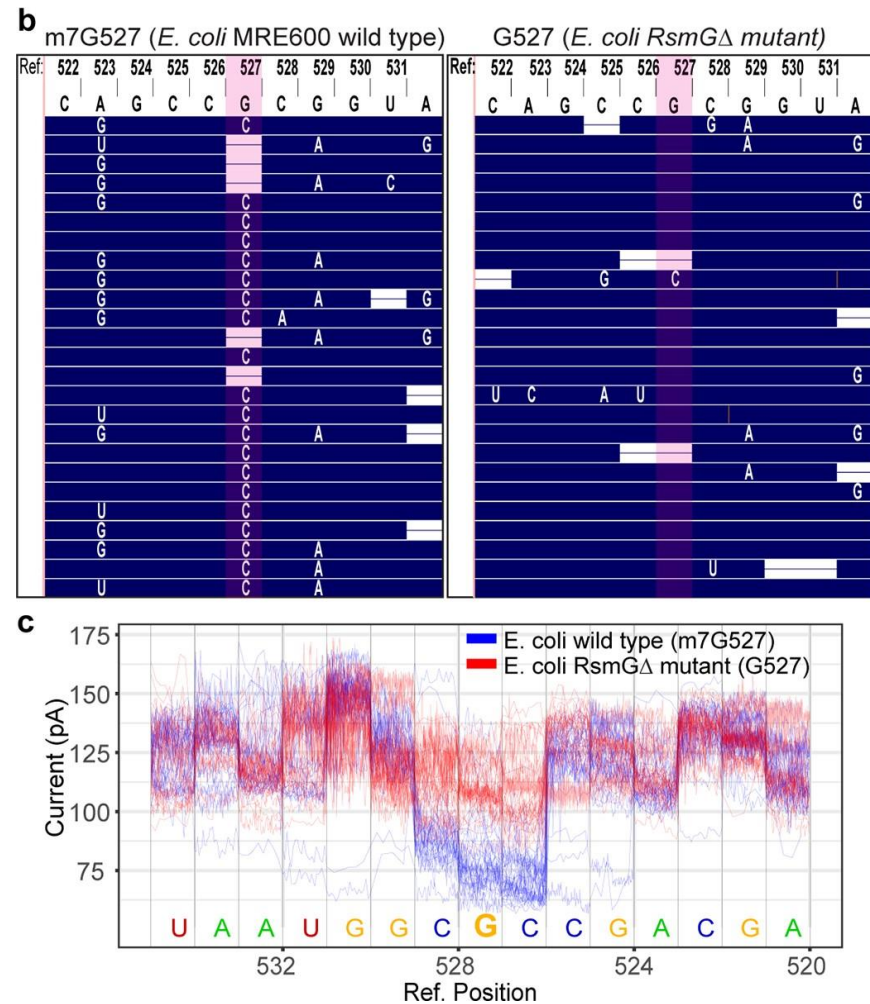 b
m7G527 (E. coli MRE600 wild type)
Ref: 522 523 524 525 526 527 528 529 530 531
C A G C C G C G G U A
G C
U A G
G
G A C
G C
C
C
G C A
G C
G C A G
G C A
A G
C
C
U C
G C A
C
C
C
U C
G C
G C A
C A
U C A
G527 (E. coli RsmGΔ mutant)
Ref: 522 523 524 525 526 527 528 529 530 531
C A G C C G C G G U A
G A
A G
G
G C
G
U C A U
A G
A
G
U
c
Current (pA)
175
150
125
100
75
E. coli wild type (m7G527)
E. coli RsmGΔ mutant (G527)
U A A U G G C G C C G A C G A
532 528 524 520
Ref. Position